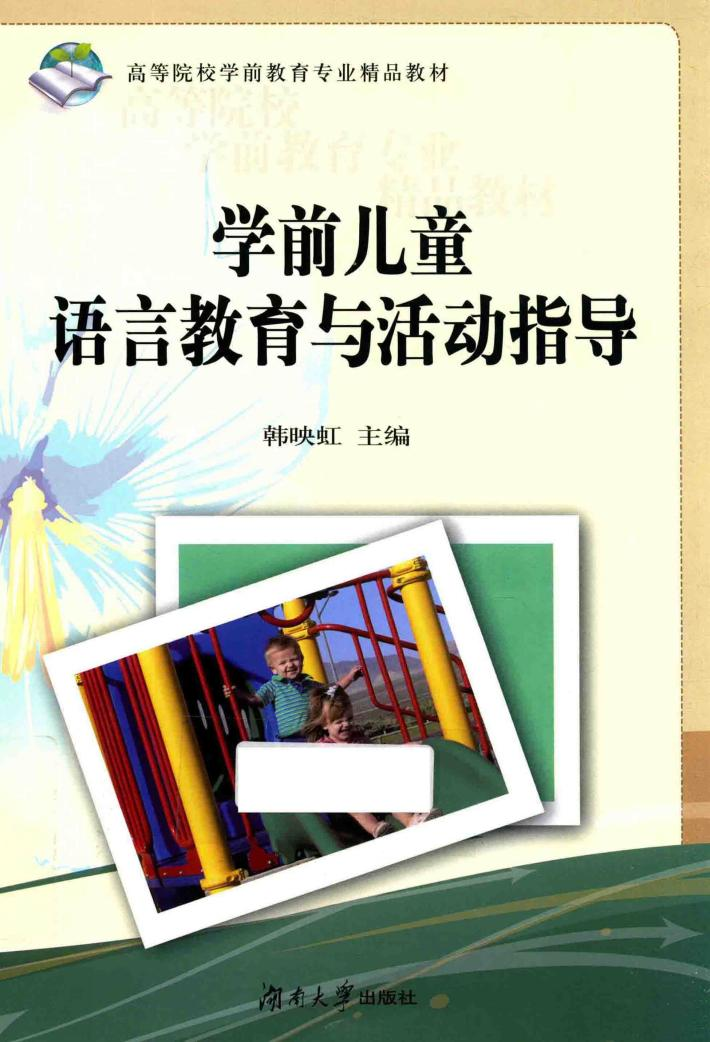 高等院校学前教育专业精品教材
高等院校
学前教育专业
精品教材
学前儿童
语言教育与活动指导
韩映虹 主编
湖南大学出版社